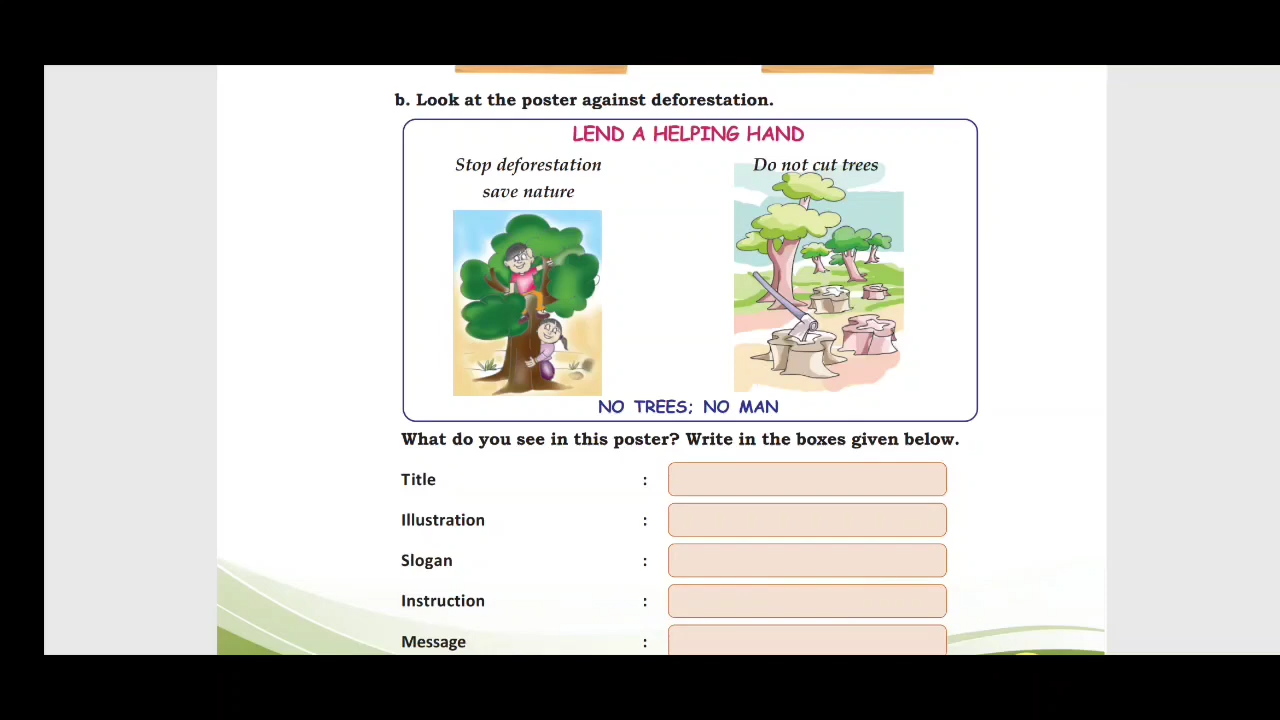 b. Look at the poster against deforestation.
LEND A HELPING HAND
Stop deforestation
save nature
Do not cut trees
NO TREES; NO MAN
What do you see in this poster? Write in the boxes given below.
Title :
Illustration :
Slogan :
Instruction :
Message :